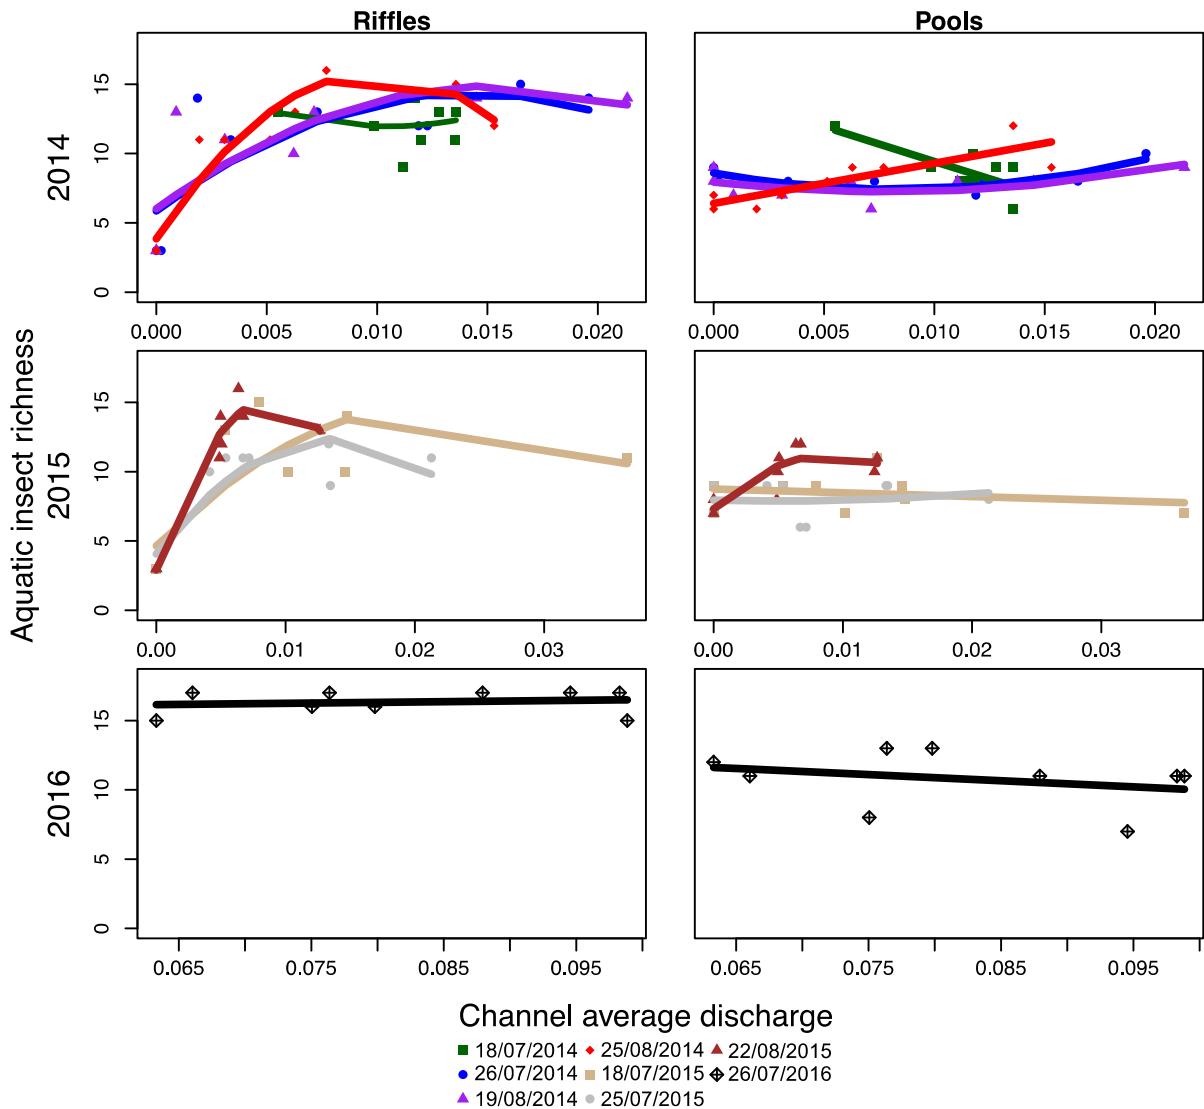 Riffles
Pools
2014
0 5 10 15
0.000 0.005 0.010 0.015 0.020
0.000 0.005 0.010 0.015 0.020
Aquatic insect richness
2015
0 5 10 15
0.00 0.01 0.02 0.03
0.00 0.01 0.02 0.03
2016
0 5 10 15
0.065 0.075 0.085 0.095
0.065 0.075 0.085 0.095
Channel average discharge
18/07/2014 25/08/2014 22/08/2015
26/07/2014 18/07/2015 26/07/2016
19/08/2014 25/07/2015